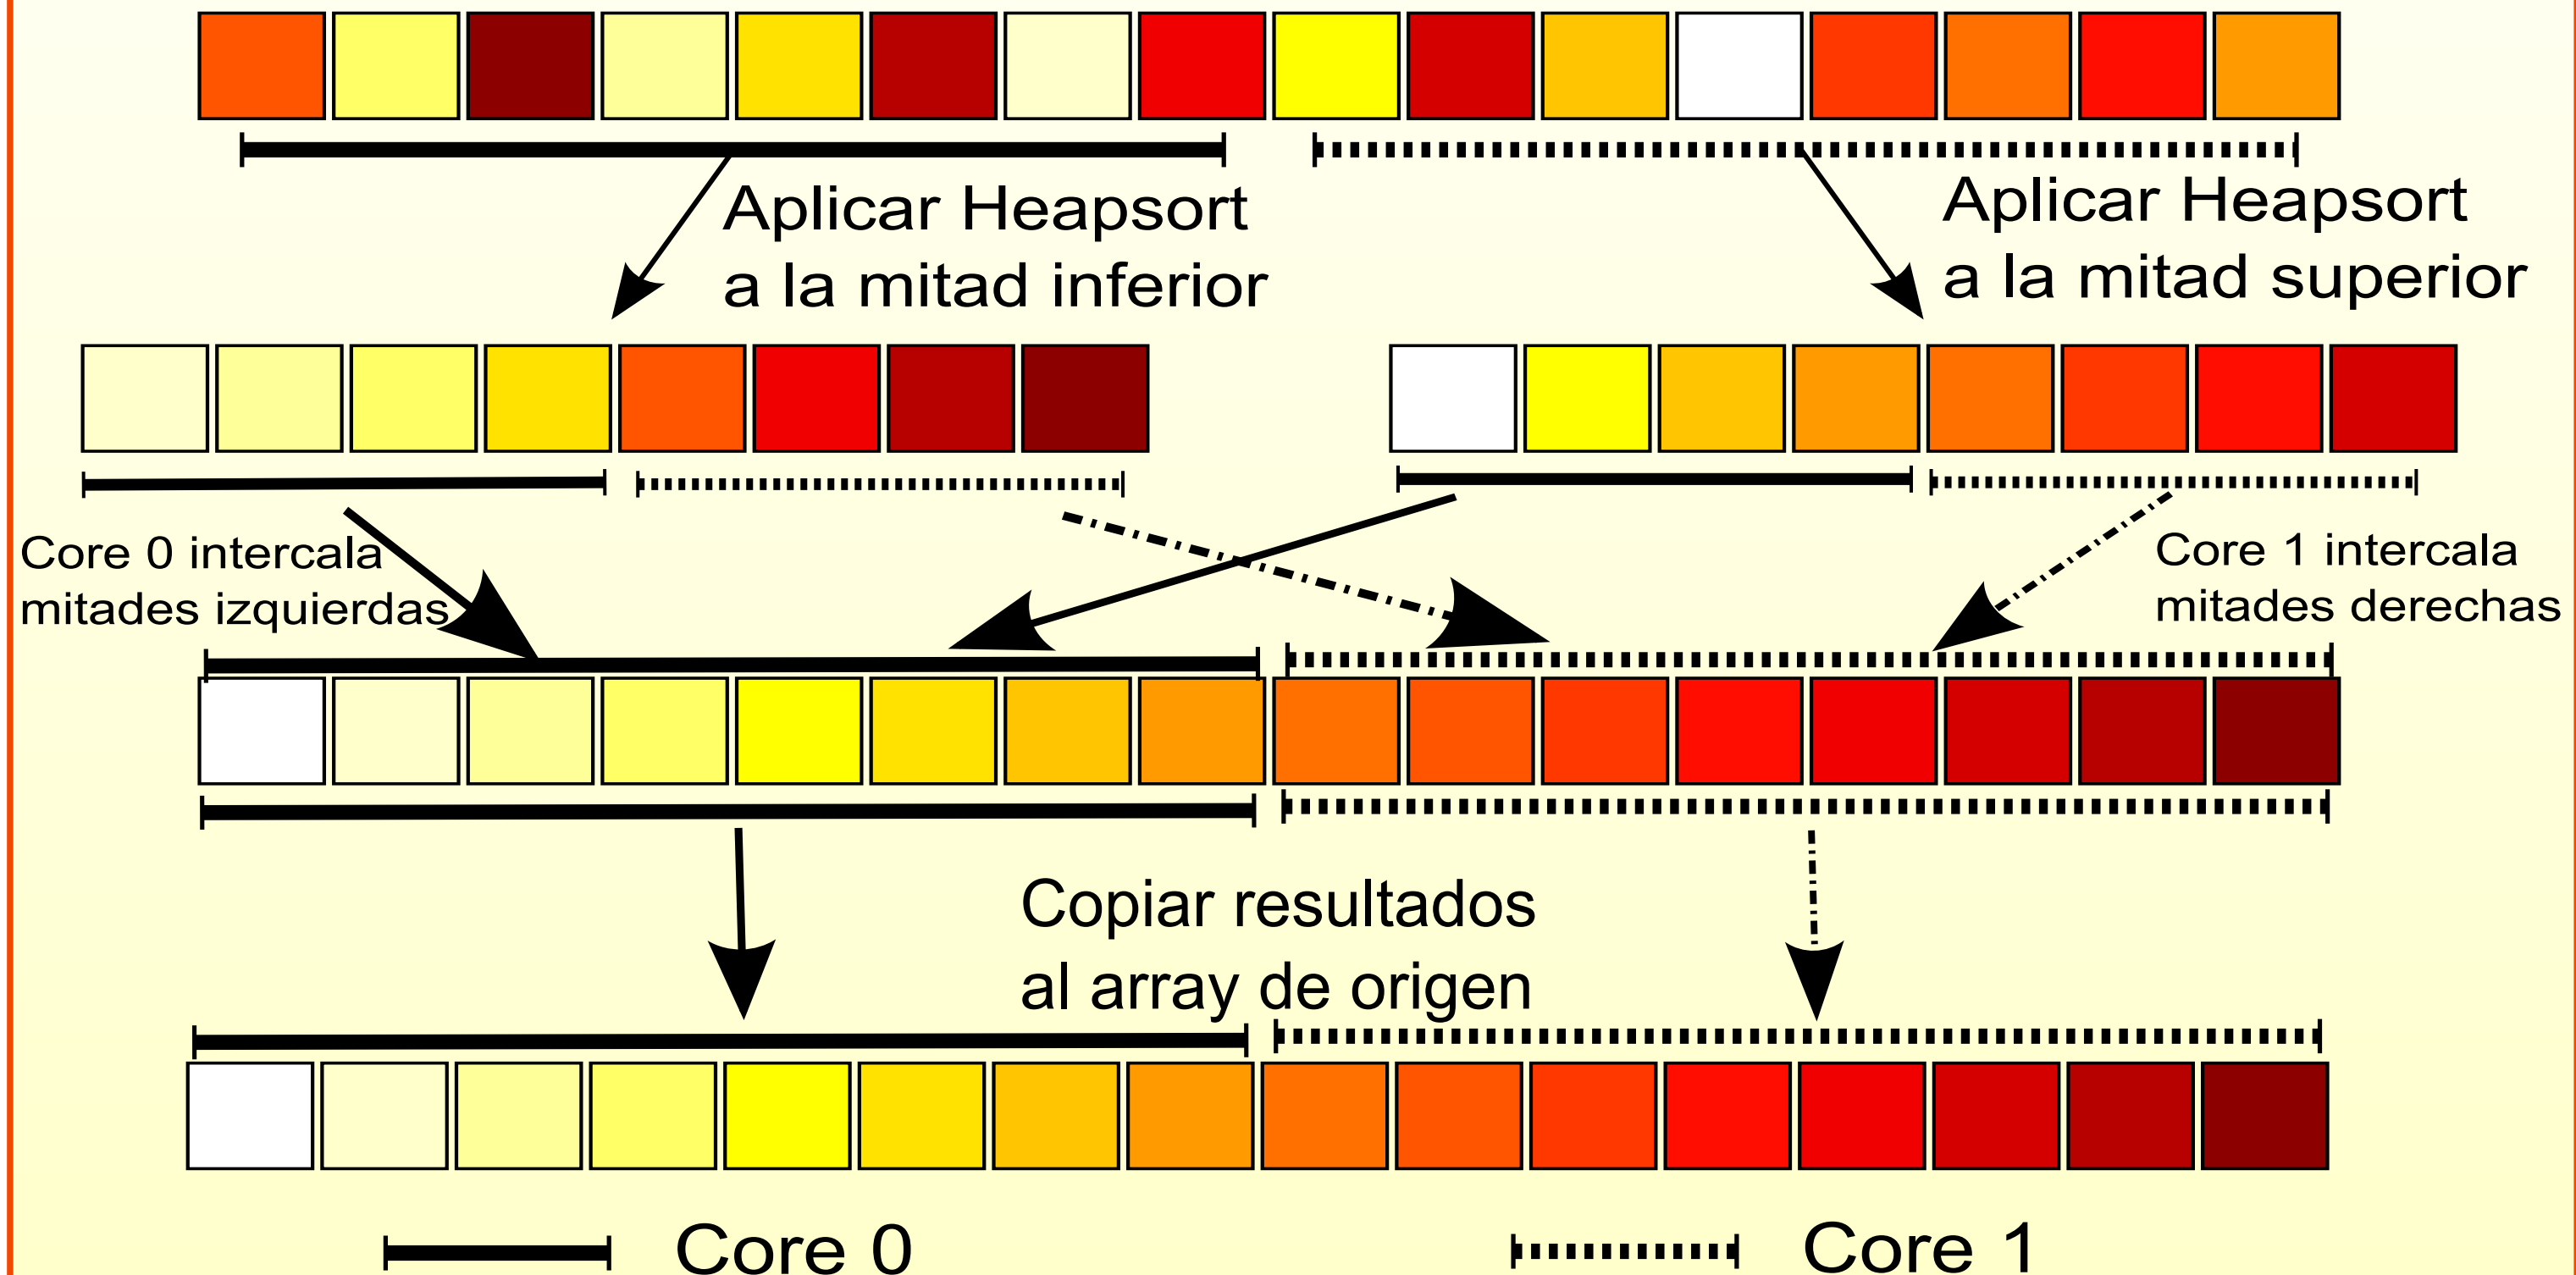 Aplicar Heapsort
a la mitad inferior
Aplicar Heapsort
a la mitad superior
Core 0 intercala
mitades izquierdas
Core 1 intercala
mitades derechas
Copiar resultados
al array de origen
Core 0
Core 1